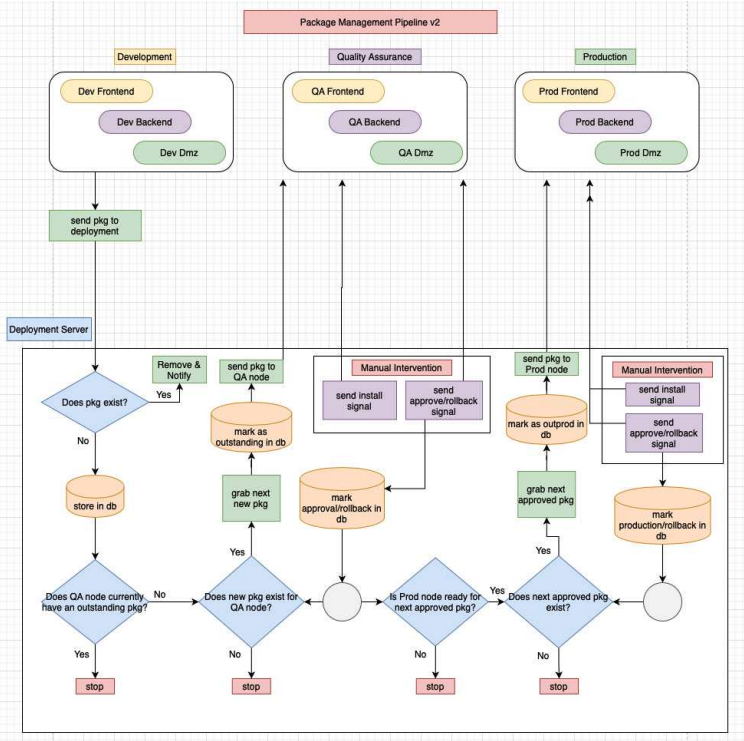 Package Management Pipeline v2
Development
Quality Assurance
Production
Dev Frontend
Dev Backend
Dev Dmz
QA Frontend
QA Backend
QA Dmz
Prod Frontend
Prod Backend
Prod Dmz
send pkg to
deployment
Deployment Server
Does pkg exist?
Yes
Remove &
Notify
No
store in db
Does QA node currently
have an outstanding pkg?
No
Yes
stop
send pkg to
QA node
mark as
outstanding in db
grab next
new pkg
Yes
Does new pkg exist for
QA node?
No
stop
Manual Intervention
send install
signal
send
approve/rollback
signal
mark
approval/rollback in
db
Is Prod node ready for
next approved pkg?
Yes
No
stop
send pkg to
Prod node
mark as outprod in
db
grab next
approved pkg
Yes
Does next approved pkg
exist?
No
stop
Manual Intervention
send install
signal
send
approve/rollback
signal
mark
production/rollback in
db